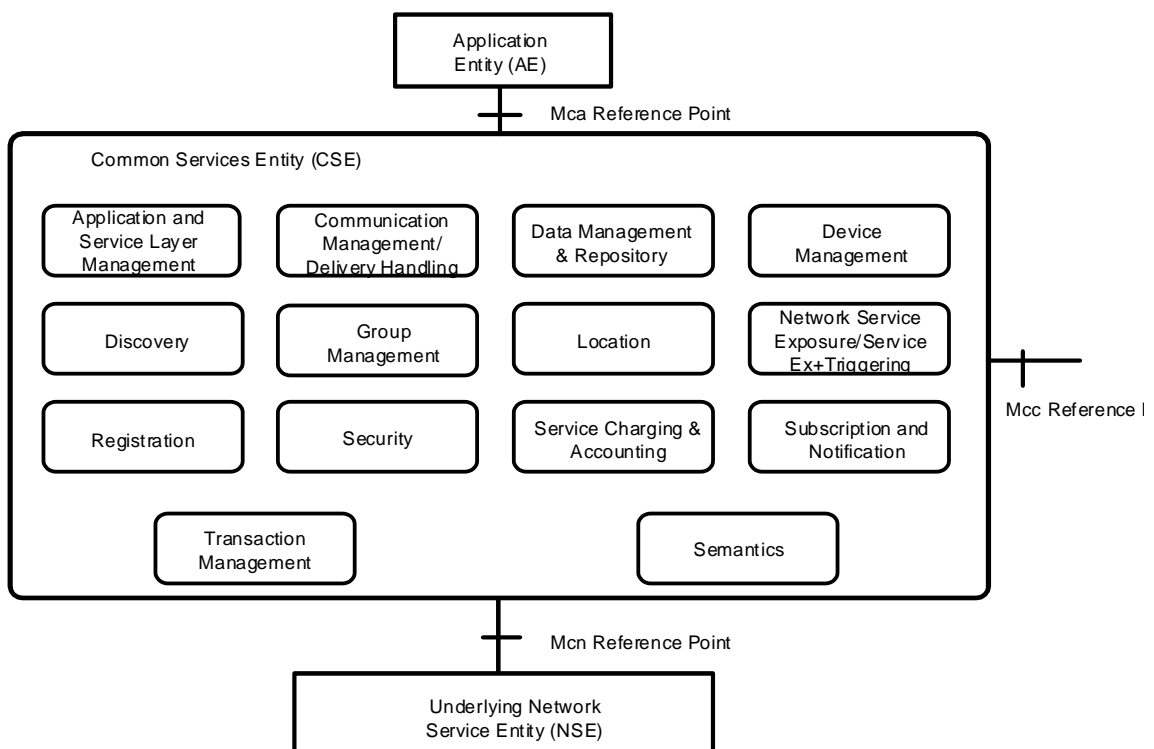 Application
Entity (AE)
Mca Reference Point
Common Services Entity (CSE)
Application and
Service Layer
Management
Communication
Management/
Delivery Handling
Data Management
& Repository
Device
Management
Discovery
Group
Management
Location
Network Service
Exposure/Service
Ex+Triggering
Mcc Reference
Registration
Security
Service Charging &
Accounting
Subscription and
Notification
Transaction
Management
Semantics
Mcn Reference Point
Underlying Network
Service Entity (NSE)